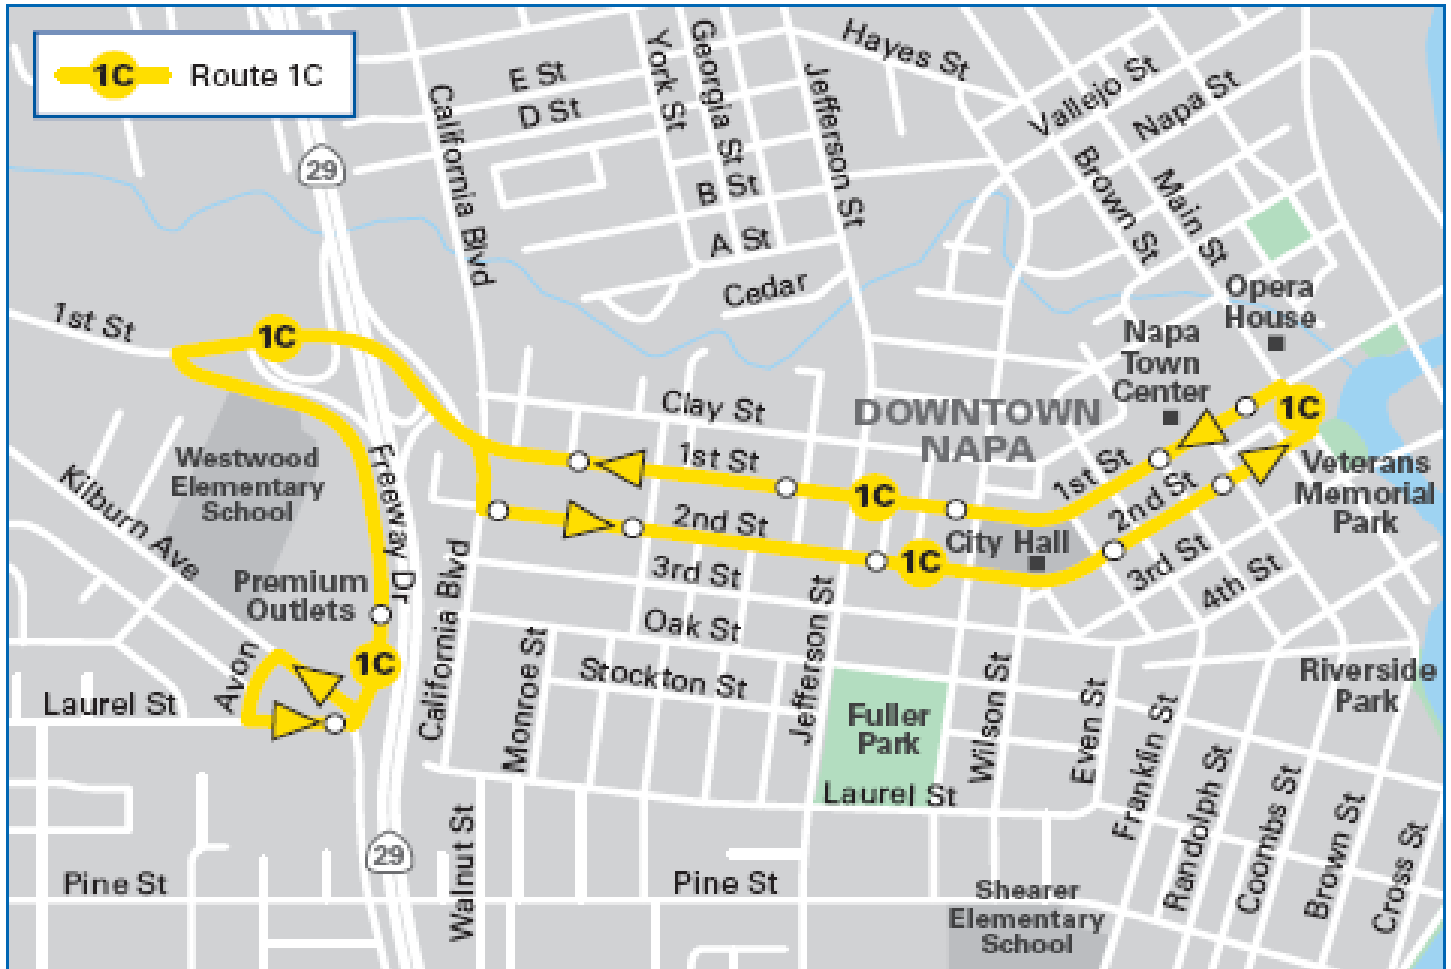 1C Route 1C
Hayes St
E St
D St
York St
Georgia St
Jefferson St
Vallejo St
Napa St
California Blvd
29
B St
Brown St
Main St
A St
Cedar
Opera
House
1st St
1C
Napa
Town
Center
Clay St
DOWNTOWN
NAPA
1C
1st St
1C
1st St
2nd St
Veterans
Memorial
Park
Westwood
Elementary
School
Kilburn Ave
Freeway Dr
2nd St
City Hall
1C
3rd St
3rd St
4th St
Premium
Outlets
California Blvd
Jefferson St
Oak St
1C
Avon
Laurel St
Monroe St
Stockton St
Wilson St
Even St
Riverside
Park
Fuller
Park
Laurel St
Franklin St
Randolph St
Coombs St
Brown St
Cross St
29
Walnut St
Pine St
Pine St
Shearer
Elementary
School